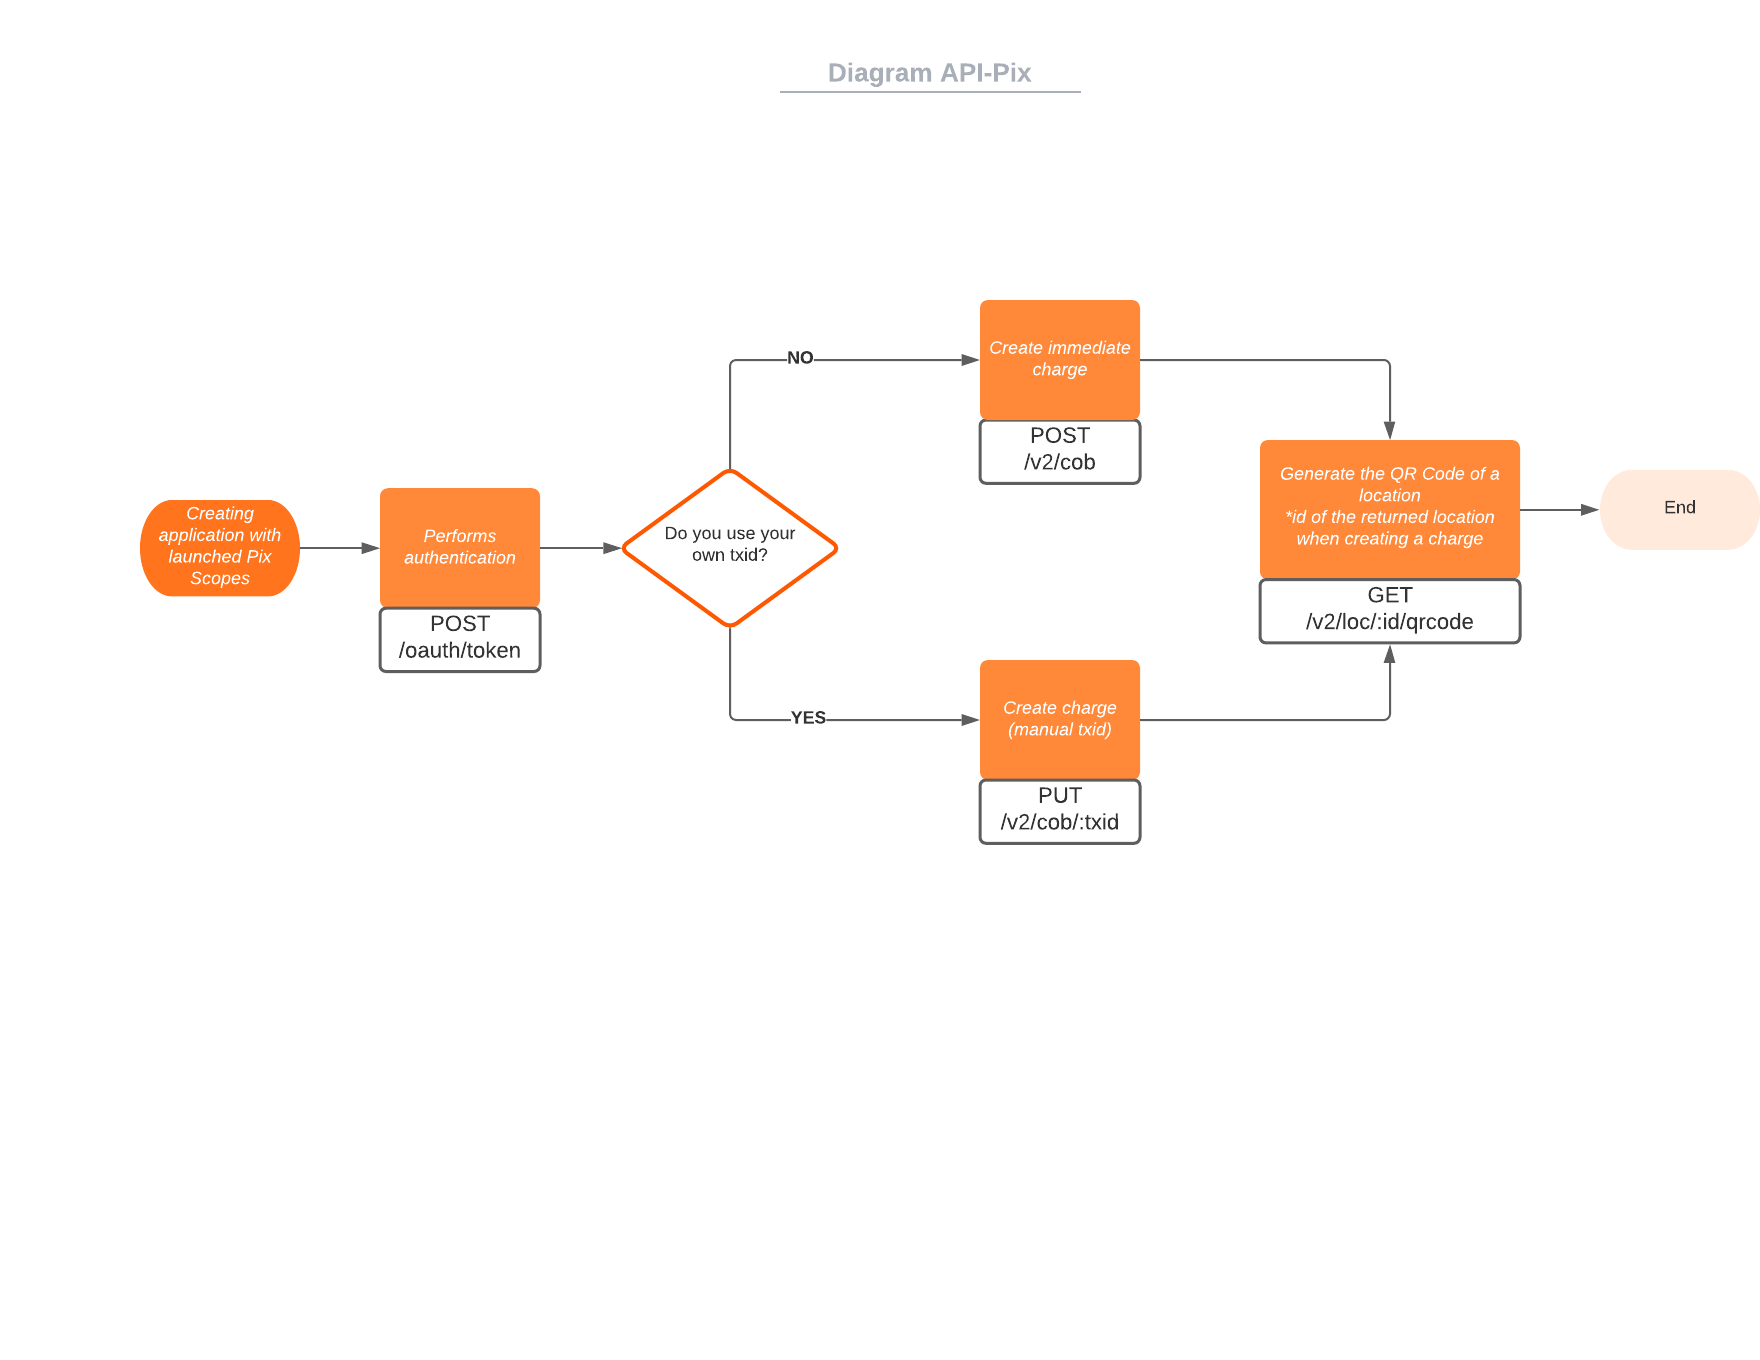 Diagram API-Pix
Creating
application with
launched Pix
Scopes
Performs
authentication
POST
/oauth/token
Do you use your
own txid?
NO
Create immediate
charge
POST
/v2/cob
YES
Create charge
(manual txid)
PUT
/v2/cob/:txid
Generate the QR Code of a
location
*id of the returned location
when creating a charge
GET
/v2/loc/:id/qrcode
End